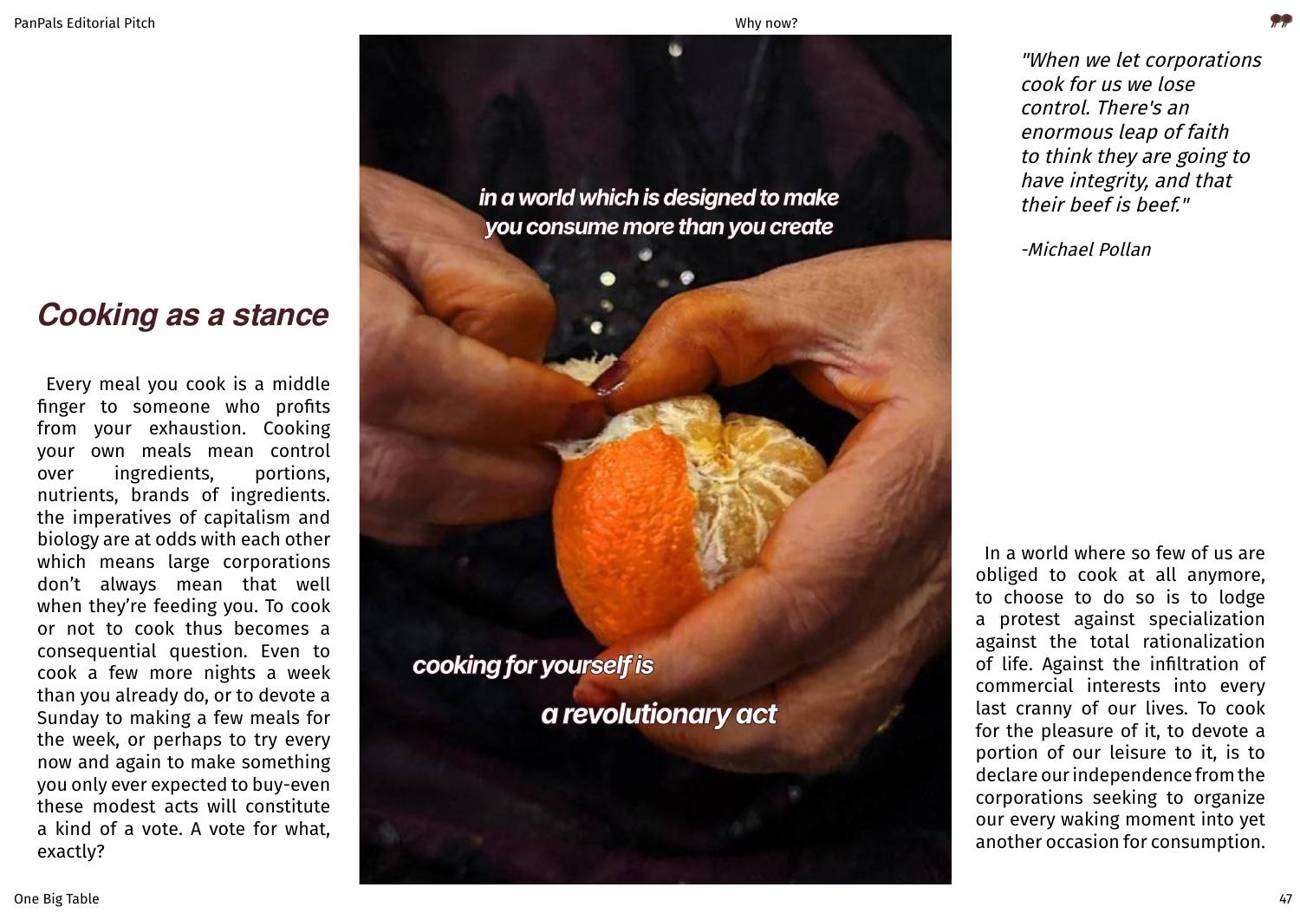 PanPals Editorial Pitch
Why now?
Cooking as a stance
Every meal you cook is a middle
finger to someone who profits
from your exhaustion. Cooking
your own meals mean control
over ingredients, portions,
nutrients, brands of ingredients.
the imperatives of capitalism and
biology are at odds with each other
which means large corporations
don't always mean that well
when they're feeding you. To cook
or not to cook thus becomes a
consequential question. Even to
cook a few more nights a week
than you already do, or to devote a
Sunday to making a few meals for
the week, or perhaps to try every
now and again to make something
you only ever expected to buy-even
these modest acts will constitute
a kind of a vote. A vote for what,
exactly?
in a world which is designed to make
you consume more than you create
cooking for yourself is
a revolutionary act
"When we let corporations
cook for us we lose
control. There's an
enormous leap of faith
to think they are going to
have integrity, and that
their beef is beef."
-Michael Pollan
In a world where so few of us are
obliged to cook at all anymore,
to choose to do so is to lodge
a protest against specialization
against the total rationalization
of life. Against the infiltration of
commercial interests into every
last cranny of our lives. To cook
for the pleasure of it, to devote a
portion of our leisure to it, is to
declare our independence from the
corporations seeking to organize
our every waking moment into yet
another occasion for consumption.
One Big Table
47